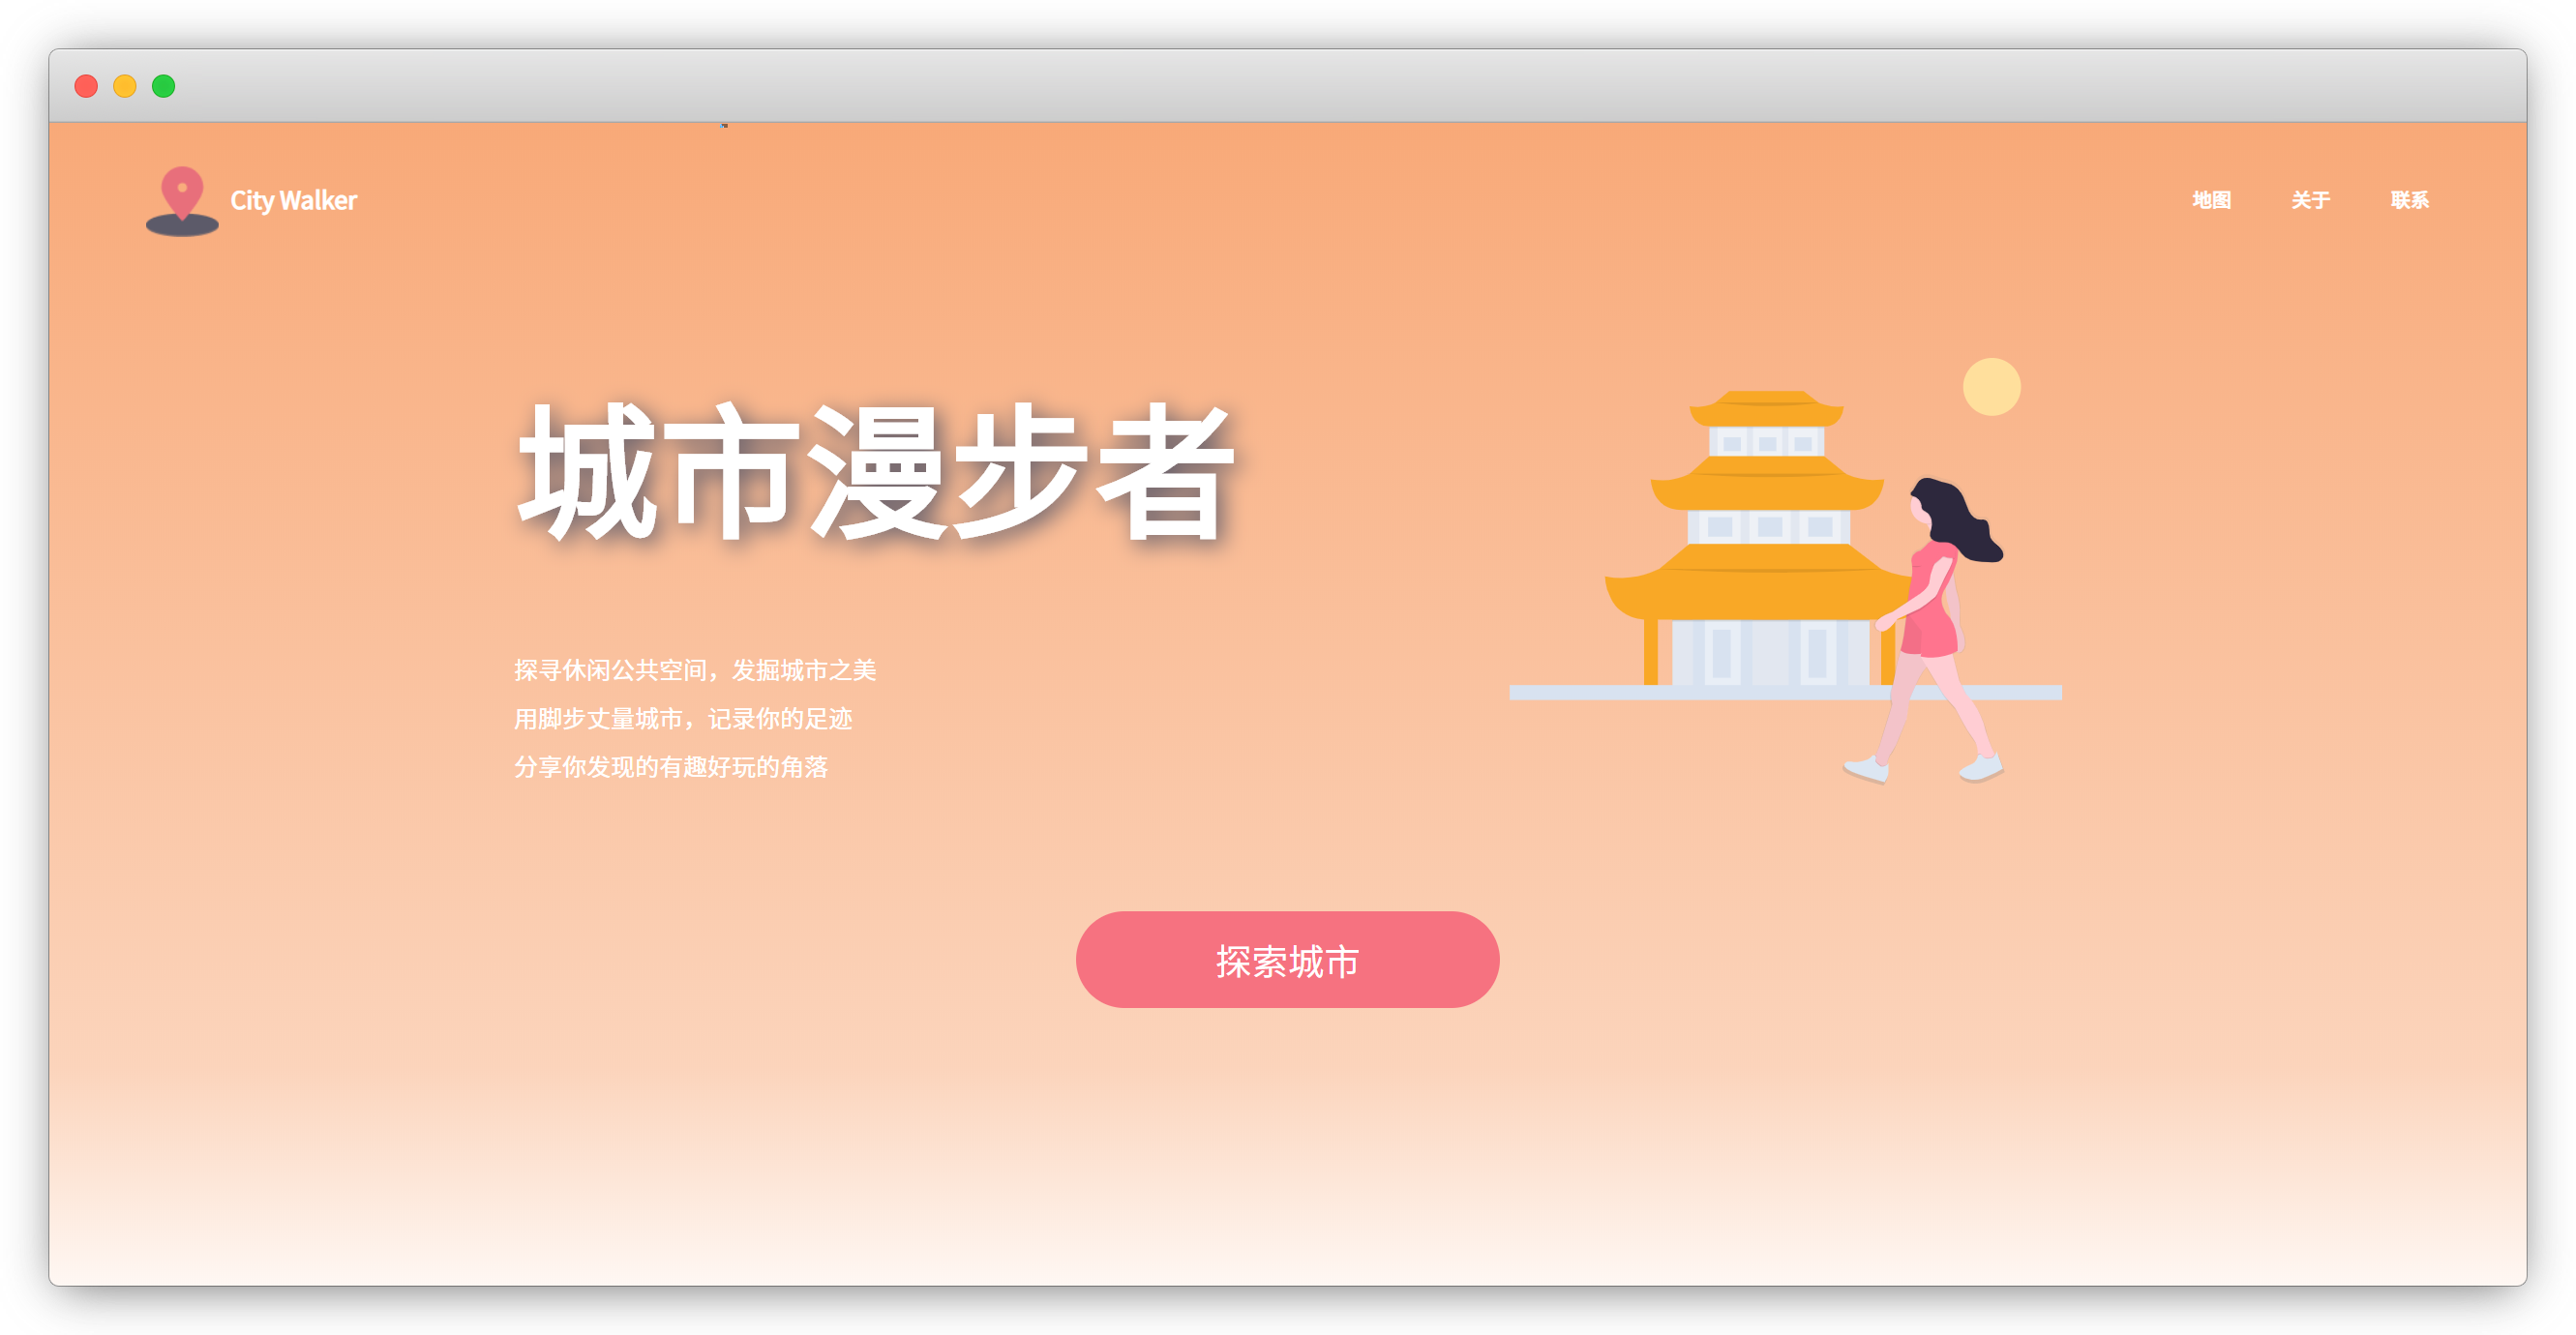 City Walker
地图
关于
联系
城市漫步者
探寻休闲公共空间，发掘城市之美
用脚步丈量城市，记录你的足迹
分享你发现的有趣好玩的角落
探索城市